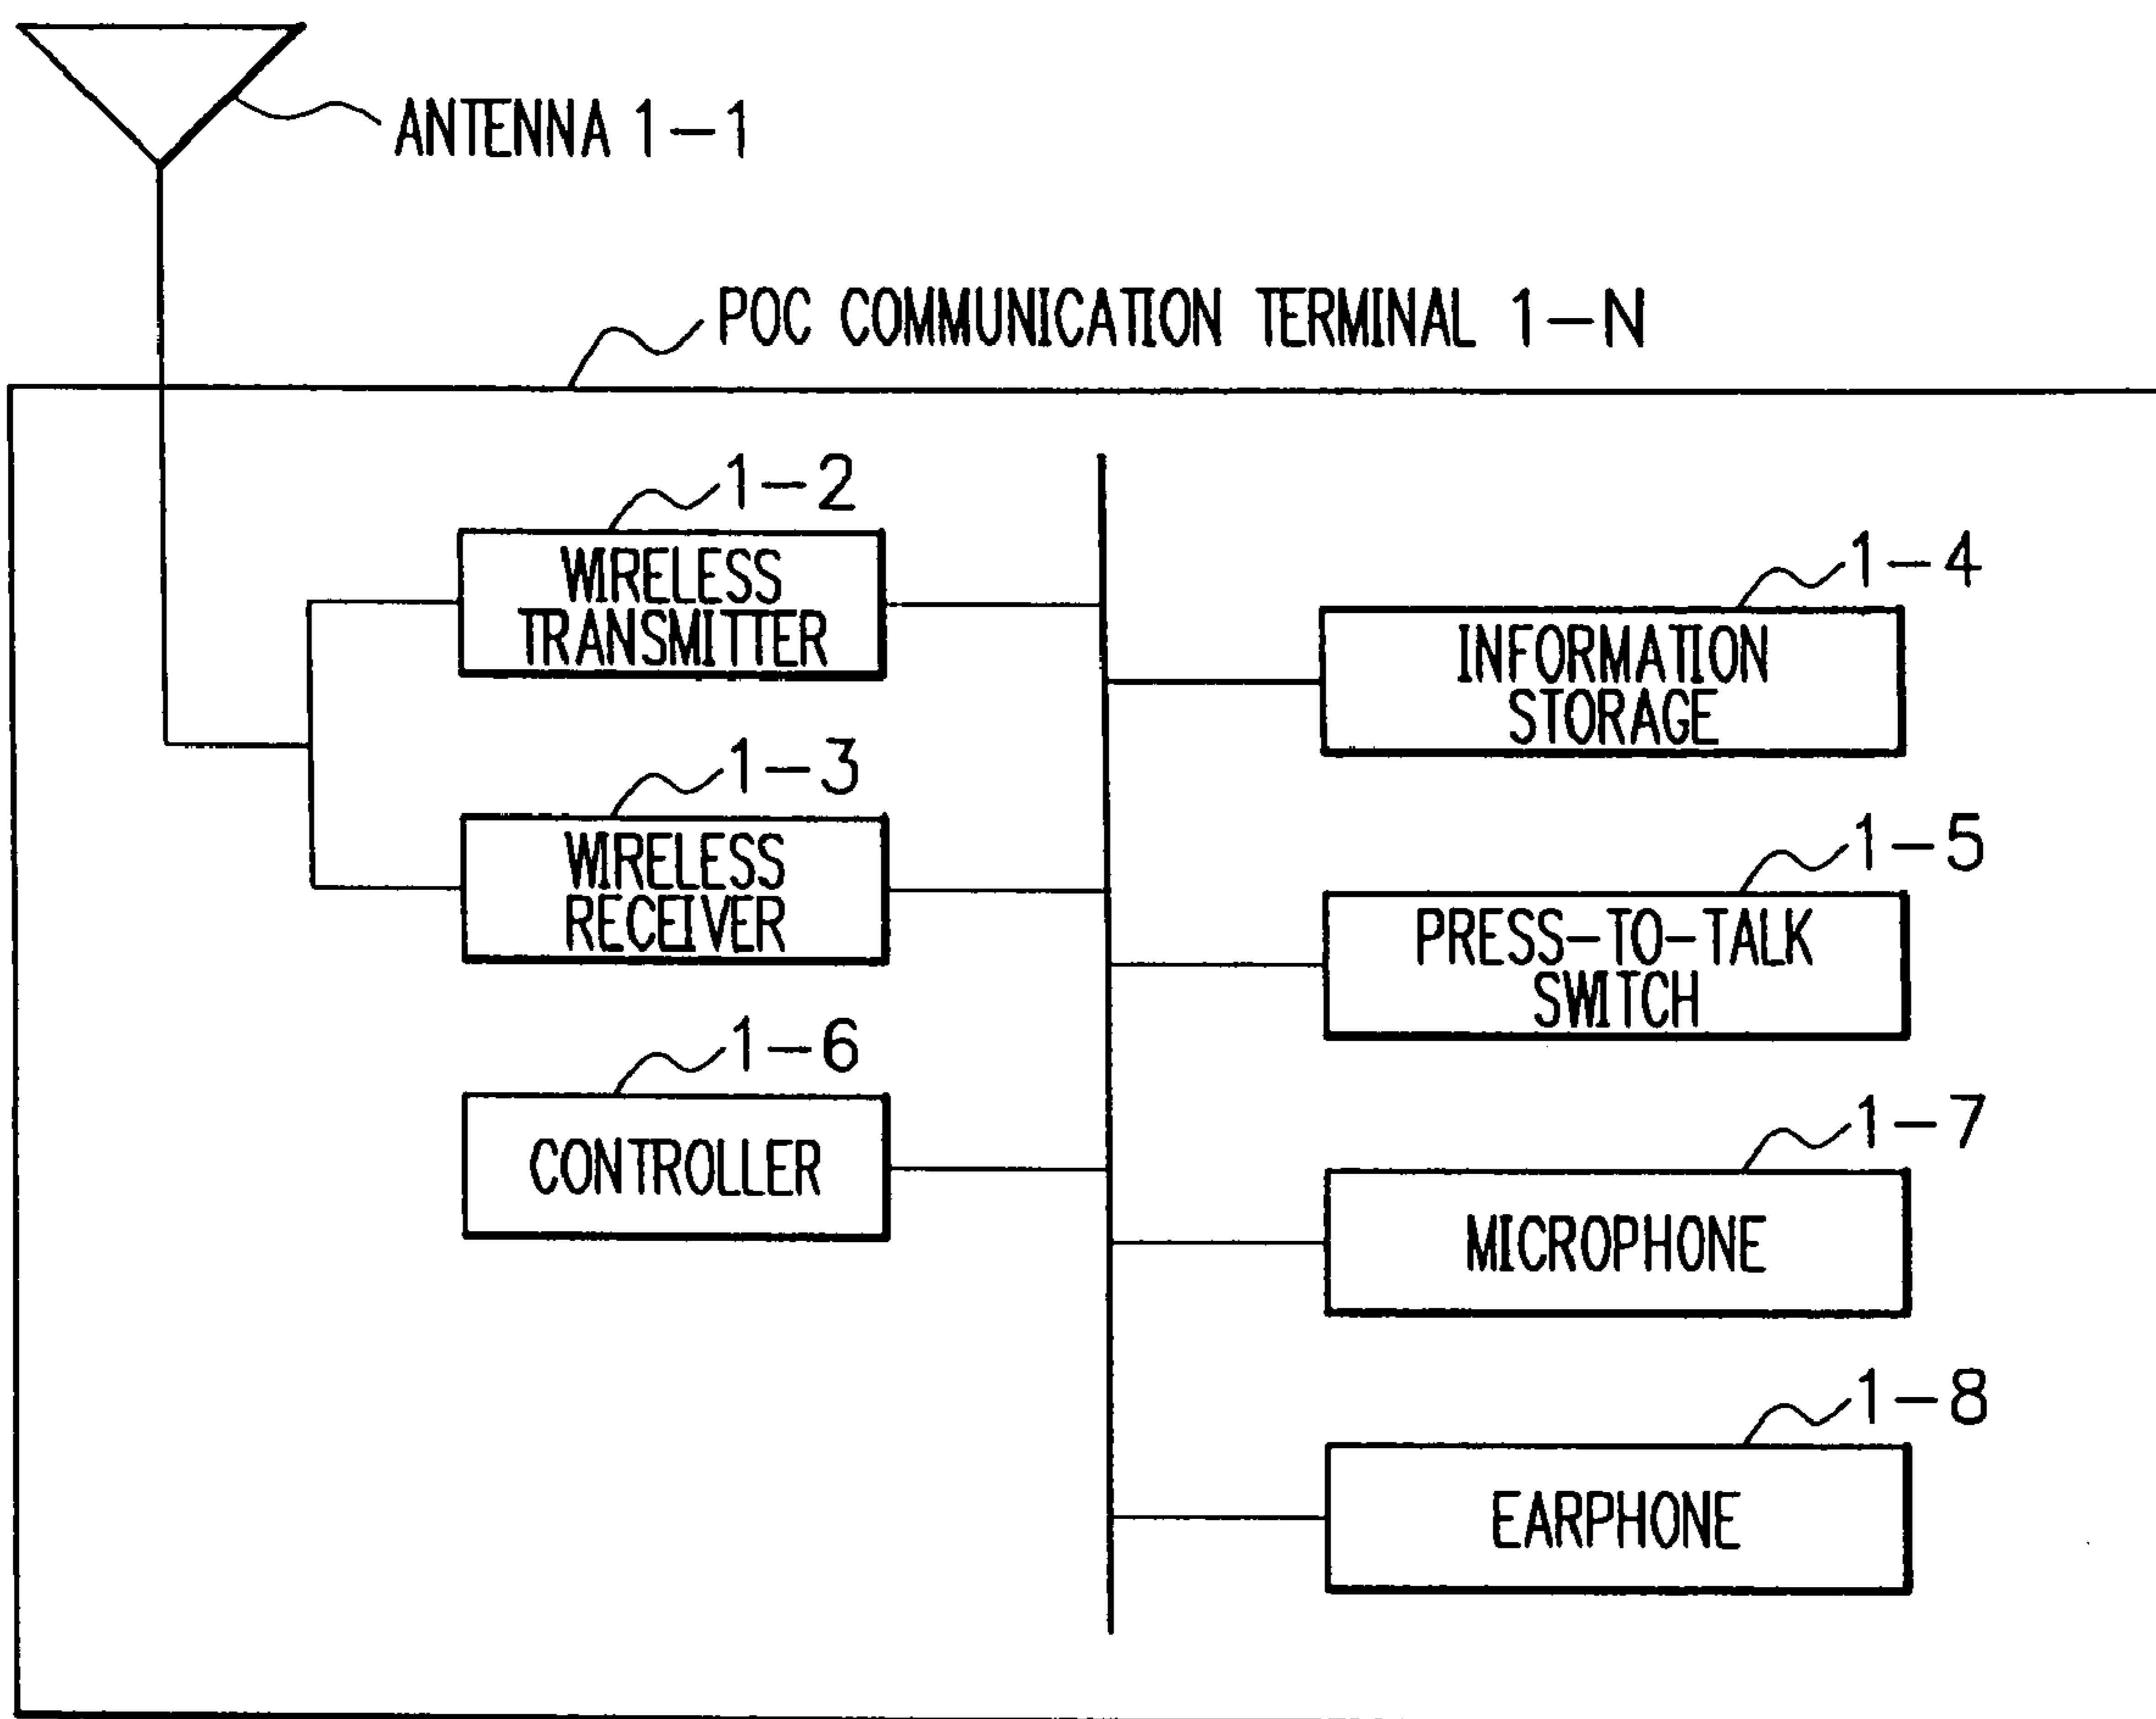 ANTENNA 1-1
POC COMMUNICATION TERMINAL 1-N
1-2
WIRELESS
TRANSMITTER
1-3
WIRELESS
RECEIVER
1-6
CONTROLLER
1-4
INFORMATION
STORAGE
1-5
PRESS-TO-TALK
SWITCH
1-7
MICROPHONE
1-8
EARPHONE